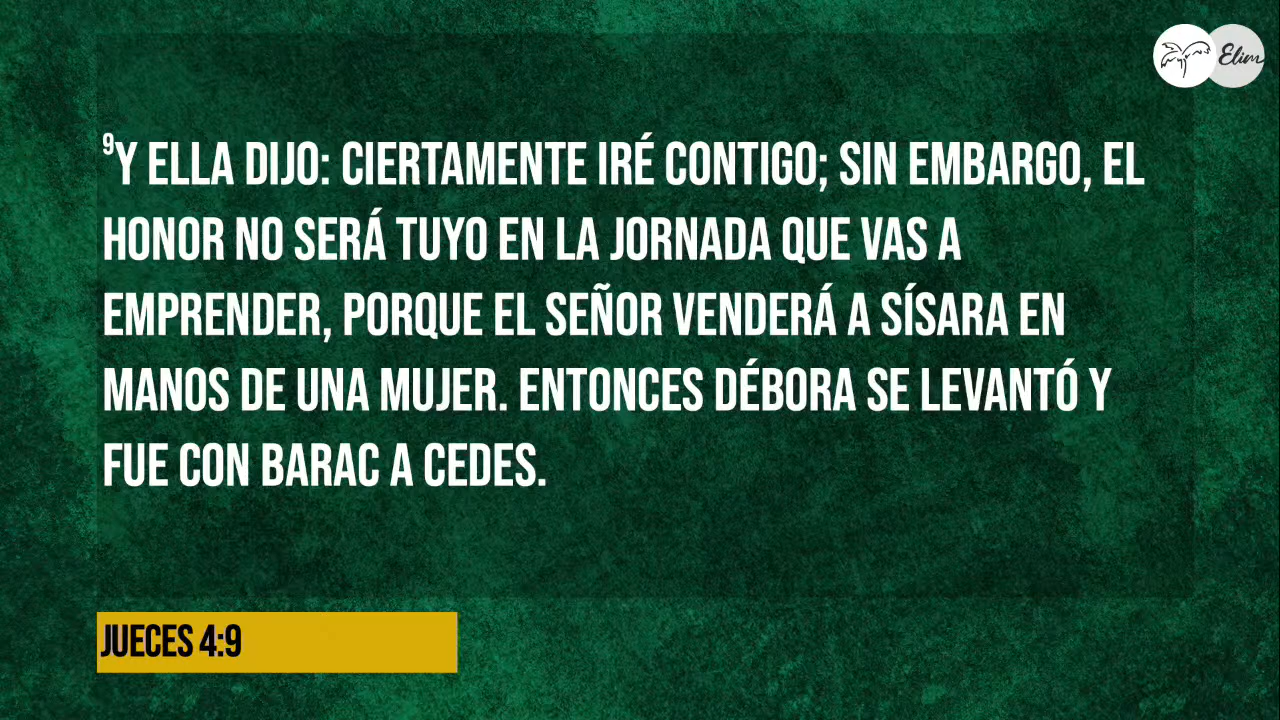 Elim
⁹Y ELLA DIJO: CIERTAMENTE IRÉ CONTIGO; SIN EMBARGO, EL
HONOR NO SERÁ TUYO EN LA JORNADA QUE VAS A
EMPRENDER, PORQUE EL SEÑOR VENDERÁ A SÍSARA EN
MANOS DE UNA MUJER. ENTONCES DÉBORA SE LEVANTÓ Y
FUE CON BARAC A CEDES.
JUECES 4:9